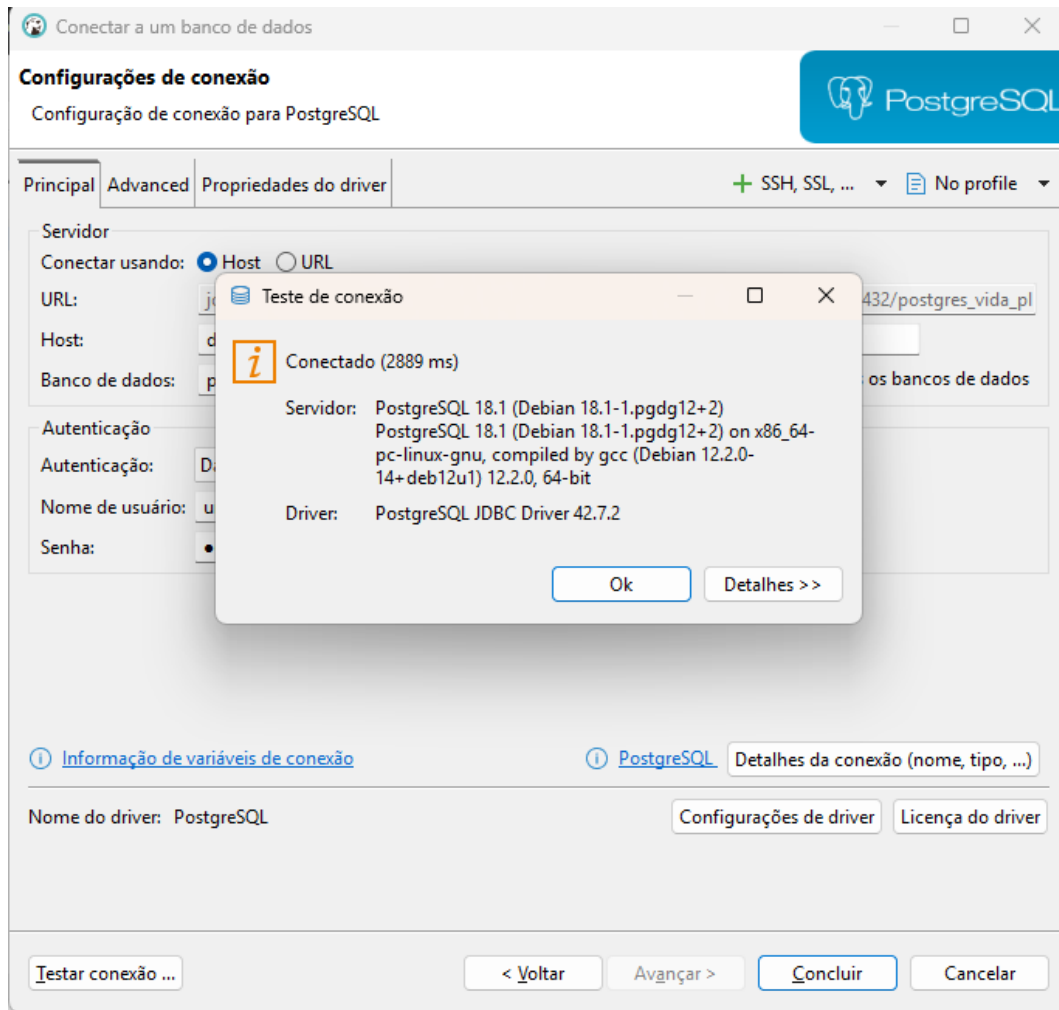 Conectar a um banco de dados
Configurações de conexão
Configuração de conexão para PostgreSQL
PostgreSQL
Principal Advanced Propriedades do driver
SSH, SSL, ... No profile
Servidor
Conectar usando: Host URL
URL: 432/postgres_vida_pl
Host: d
Banco de dados: p os bancos de dados
Autenticação
Autenticação: Da
Nome de usuário: u
Senha: ●
Teste de conexão
Conectado (2889 ms)
Servidor: PostgreSQL 18.1 (Debian 18.1-1.pgdg12+2)
PostgreSQL 18.1 (Debian 18.1-1.pgdg12+2) on x86_64-
pc-linux-gnu, compiled by gcc (Debian 12.2.0-
14+deb12u1) 12.2.0, 64-bit
Driver: PostgreSQL JDBC Driver 42.7.2
Ok Detalhes >>
Informação de variáveis de conexão
PostgreSQL Detalhes da conexão (nome, tipo, ...)
Nome do driver: PostgreSQL
Configurações de driver Licença do driver
Testar conexão ... < Voltar Avançar > Concluir Cancelar